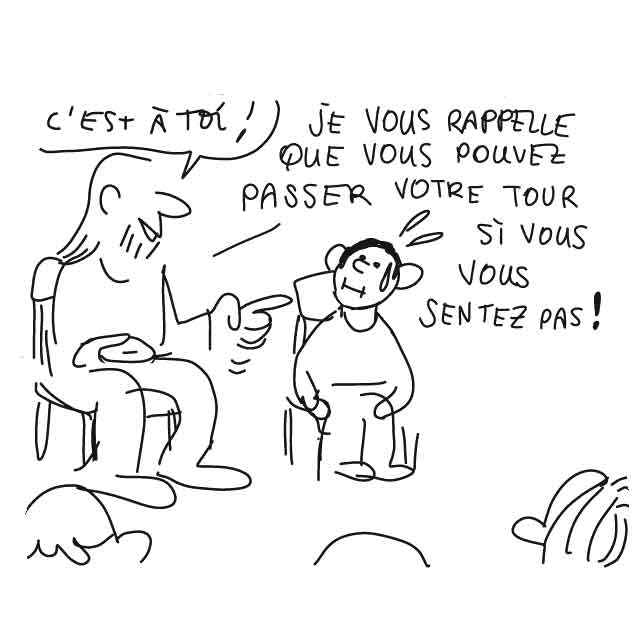 C'EST À TOI !
JE VOUS RAPPELLE
QUE VOUS POUVEZ
PASSER VOTRE TOUR
SI VOUS
VOUS
SENTEZ PAS !